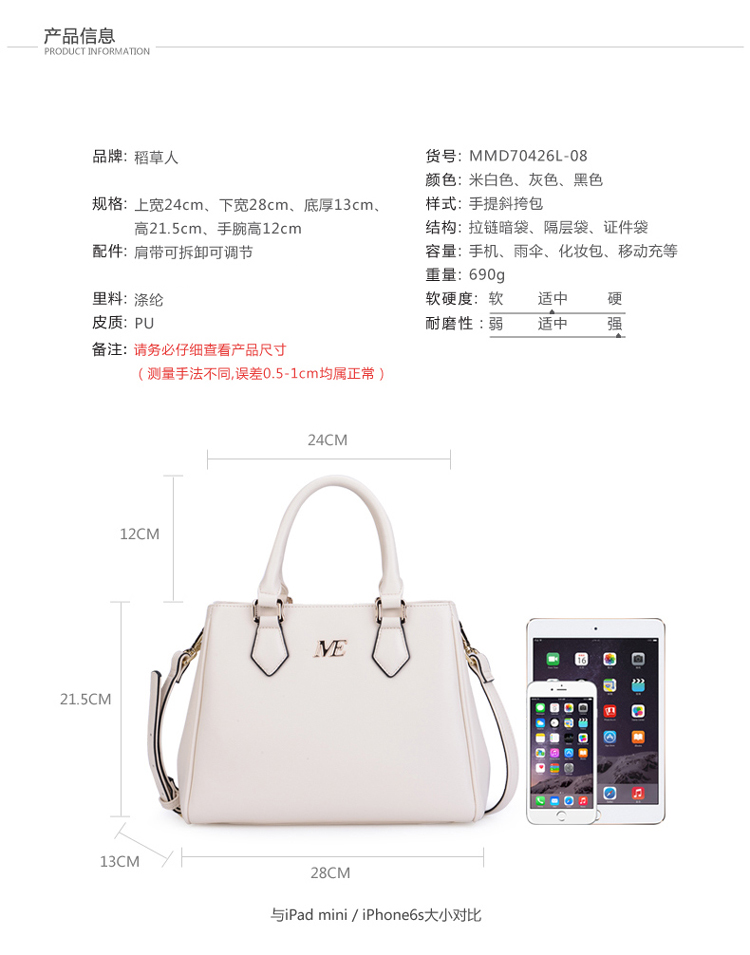 产品信息
PRODUCT INFORMATION
品牌: 稻草人
规格: 上宽24cm、下宽28cm、底厚13cm、
高21.5cm、手腕高12cm
配件: 肩带可拆卸可调节
里料: 涤纶
皮质: PU
备注: 请务必仔细查看产品尺寸
（测量手法不同,误差0.5-1cm均属正常）
货号: MMD70426L-08
颜色: 米白色、灰色、黑色
样式: 手提斜挎包
结构: 拉链暗袋、隔层袋、证件袋
容量: 手机、雨伞、化妆包、移动充等
重量: 690g
软硬度: 软 适中 硬
耐磨性: 弱 适中 强
24CM
12CM
ME
21.5CM
16
13CM
28CM
与iPad mini / iPhone6s大小对比